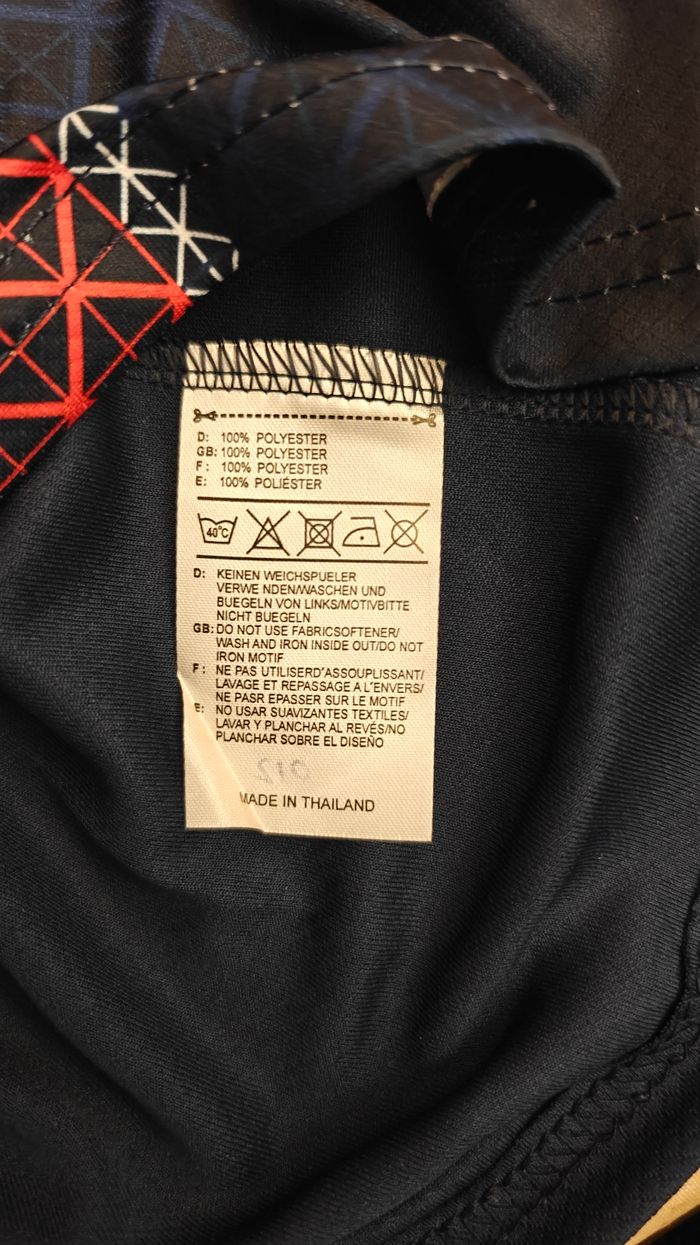 D: 100% POLYESTER
GB: 100% POLYESTER
F: 100% POLYESTER
E: 100% POLIÉSTER
40°C
D: KEINEN WEICHSPUELER
VERWE NDEN/WASCHEN UND
BUEGELN VON LINKS/MOTIVBITTE
NICHT BUEGELN
GB: DO NOT USE FABRICSOFTENER/
WASH AND IRON INSIDE OUT/DO NOT
IRON MOTIF
F: NE PAS UTILISERD'ASSOUPLISSANT/
LAVAGE ET REPASSAGE A L'ENVERS/
NE PASR EPASSER SUR LE MOTIF
E: NO USAR SUAVIZANTES TEXTILES/
LAVAR Y PLANCHAR AL REVÉS/NO
PLANCHAR SOBRE EL DISEÑO
MADE IN THAILAND